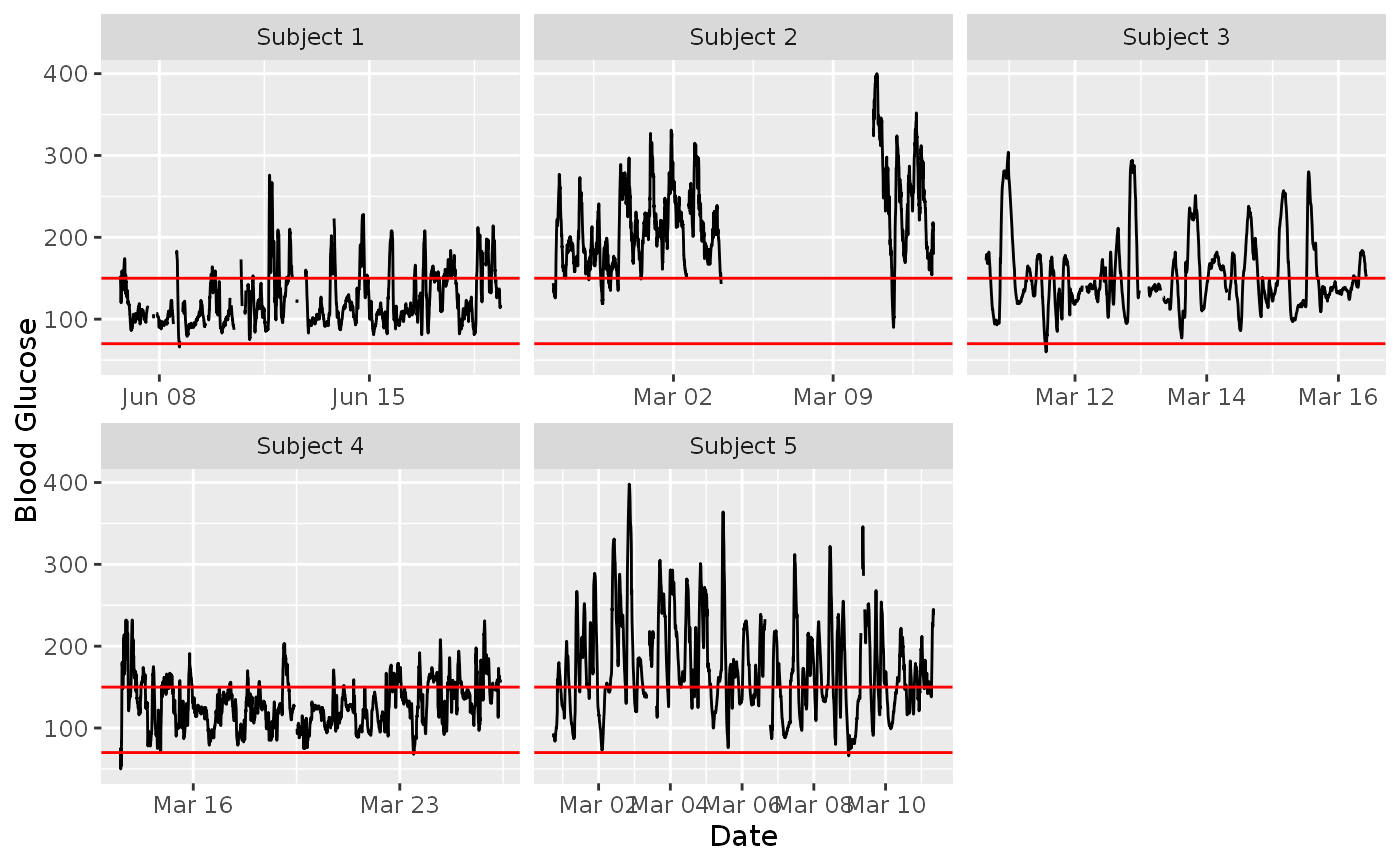 Subject 1
Subject 2
Subject 3
400
300
200
100
Jun 08
Jun 15
Mar 02
Mar 09
Mar 12
Mar 14
Mar 16
Blood Glucose
Subject 4
Subject 5
400
300
200
100
Mar 16
Mar 23
Mar 02
Mar 04
Mar 06
Mar 08
Mar 10
Date